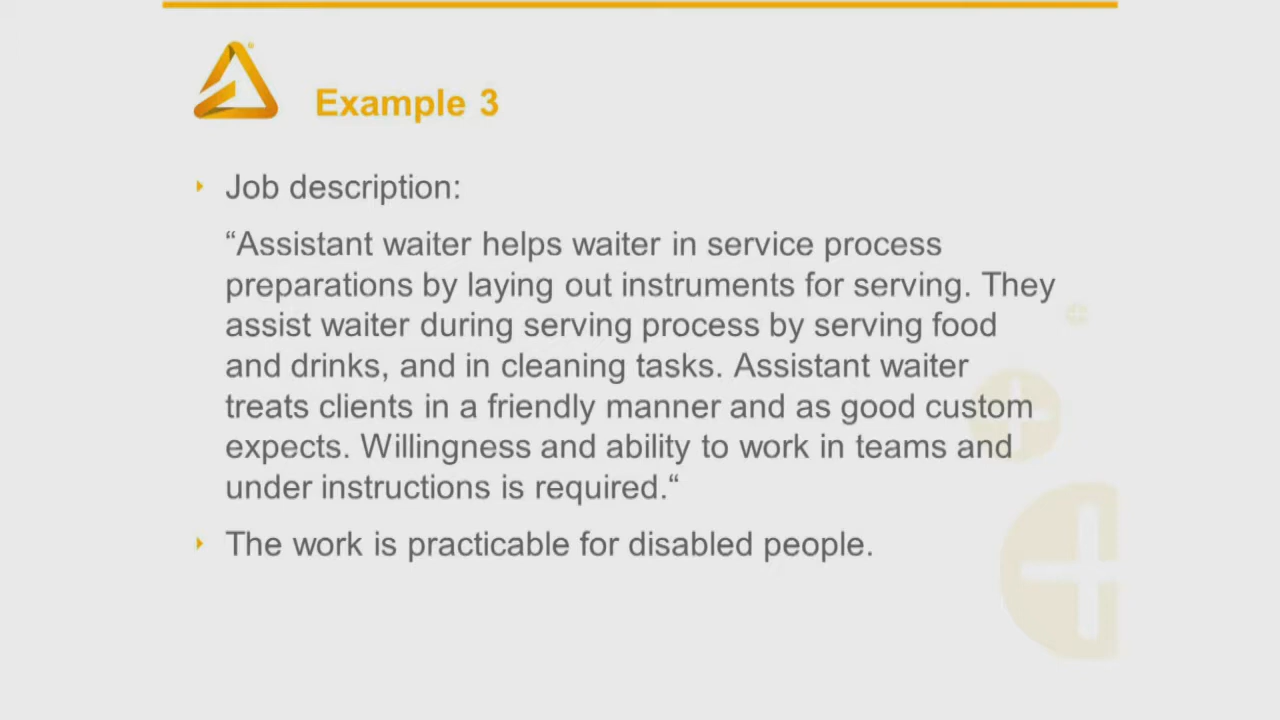 Example 3
Job description:
“Assistant waiter helps waiter in service process
preparations by laying out instruments for serving. They
assist waiter during serving process by serving food
and drinks, and in cleaning tasks. Assistant waiter
treats clients in a friendly manner and as good custom
expects. Willingness and ability to work in teams and
under instructions is required.“
The work is practicable for disabled people.